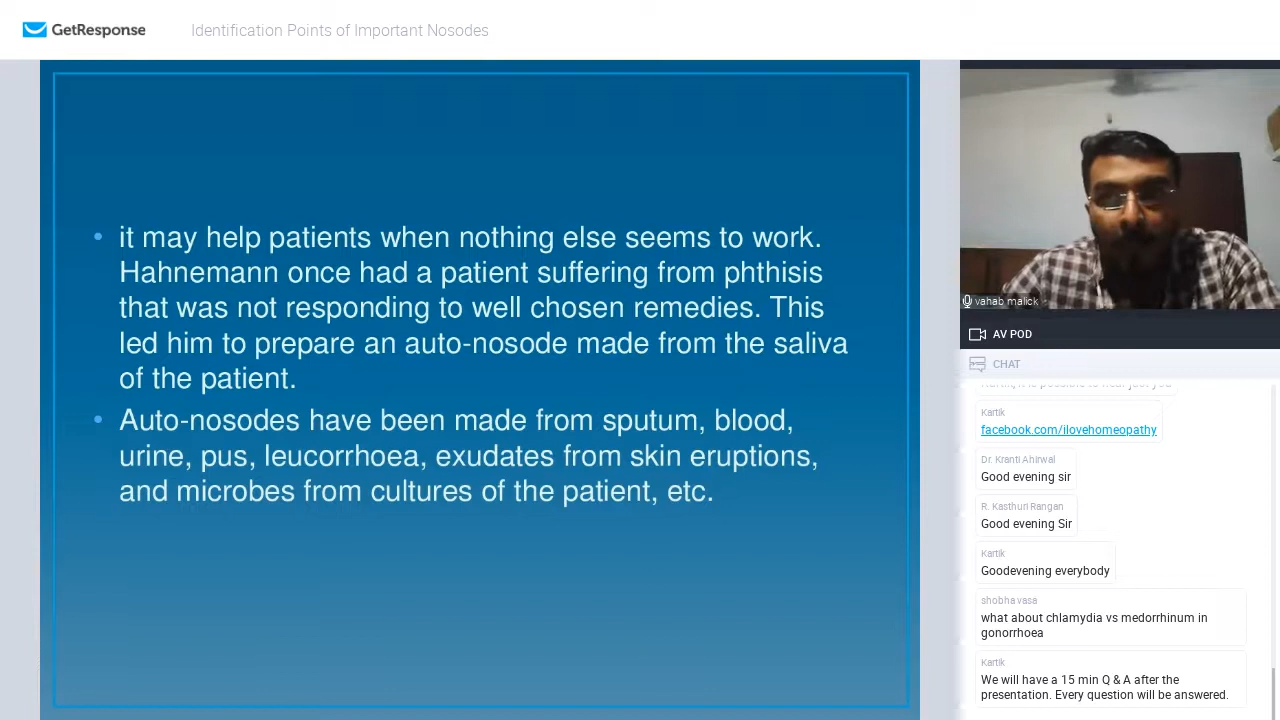 GetResponse
Identification Points of Important Nosodes
it may help patients when nothing else seems to work.
Hahnemann once had a patient suffering from phthisis
that was not responding to well chosen remedies. This
led him to prepare an auto-nosode made from the saliva
of the patient.
Auto-nosodes have been made from sputum, blood,
urine, pus, leucorrhoea, exudates from skin eruptions,
and microbes from cultures of the patient, etc.
vahab malick
AV POD
CHAT
Kartik
facebook.com/ilovehomeopathy
Dr. Kranti Ahirwal
Good evening sir
R. Kasthuri Rangan
Good evening Sir
Kartik
Goodevening everybody
shobha vasa
what about chlamydia vs medorrhinum in
gonorrhoea
Kartik
We will have a 15 min Q & A after the
presentation. Every question will be answered.